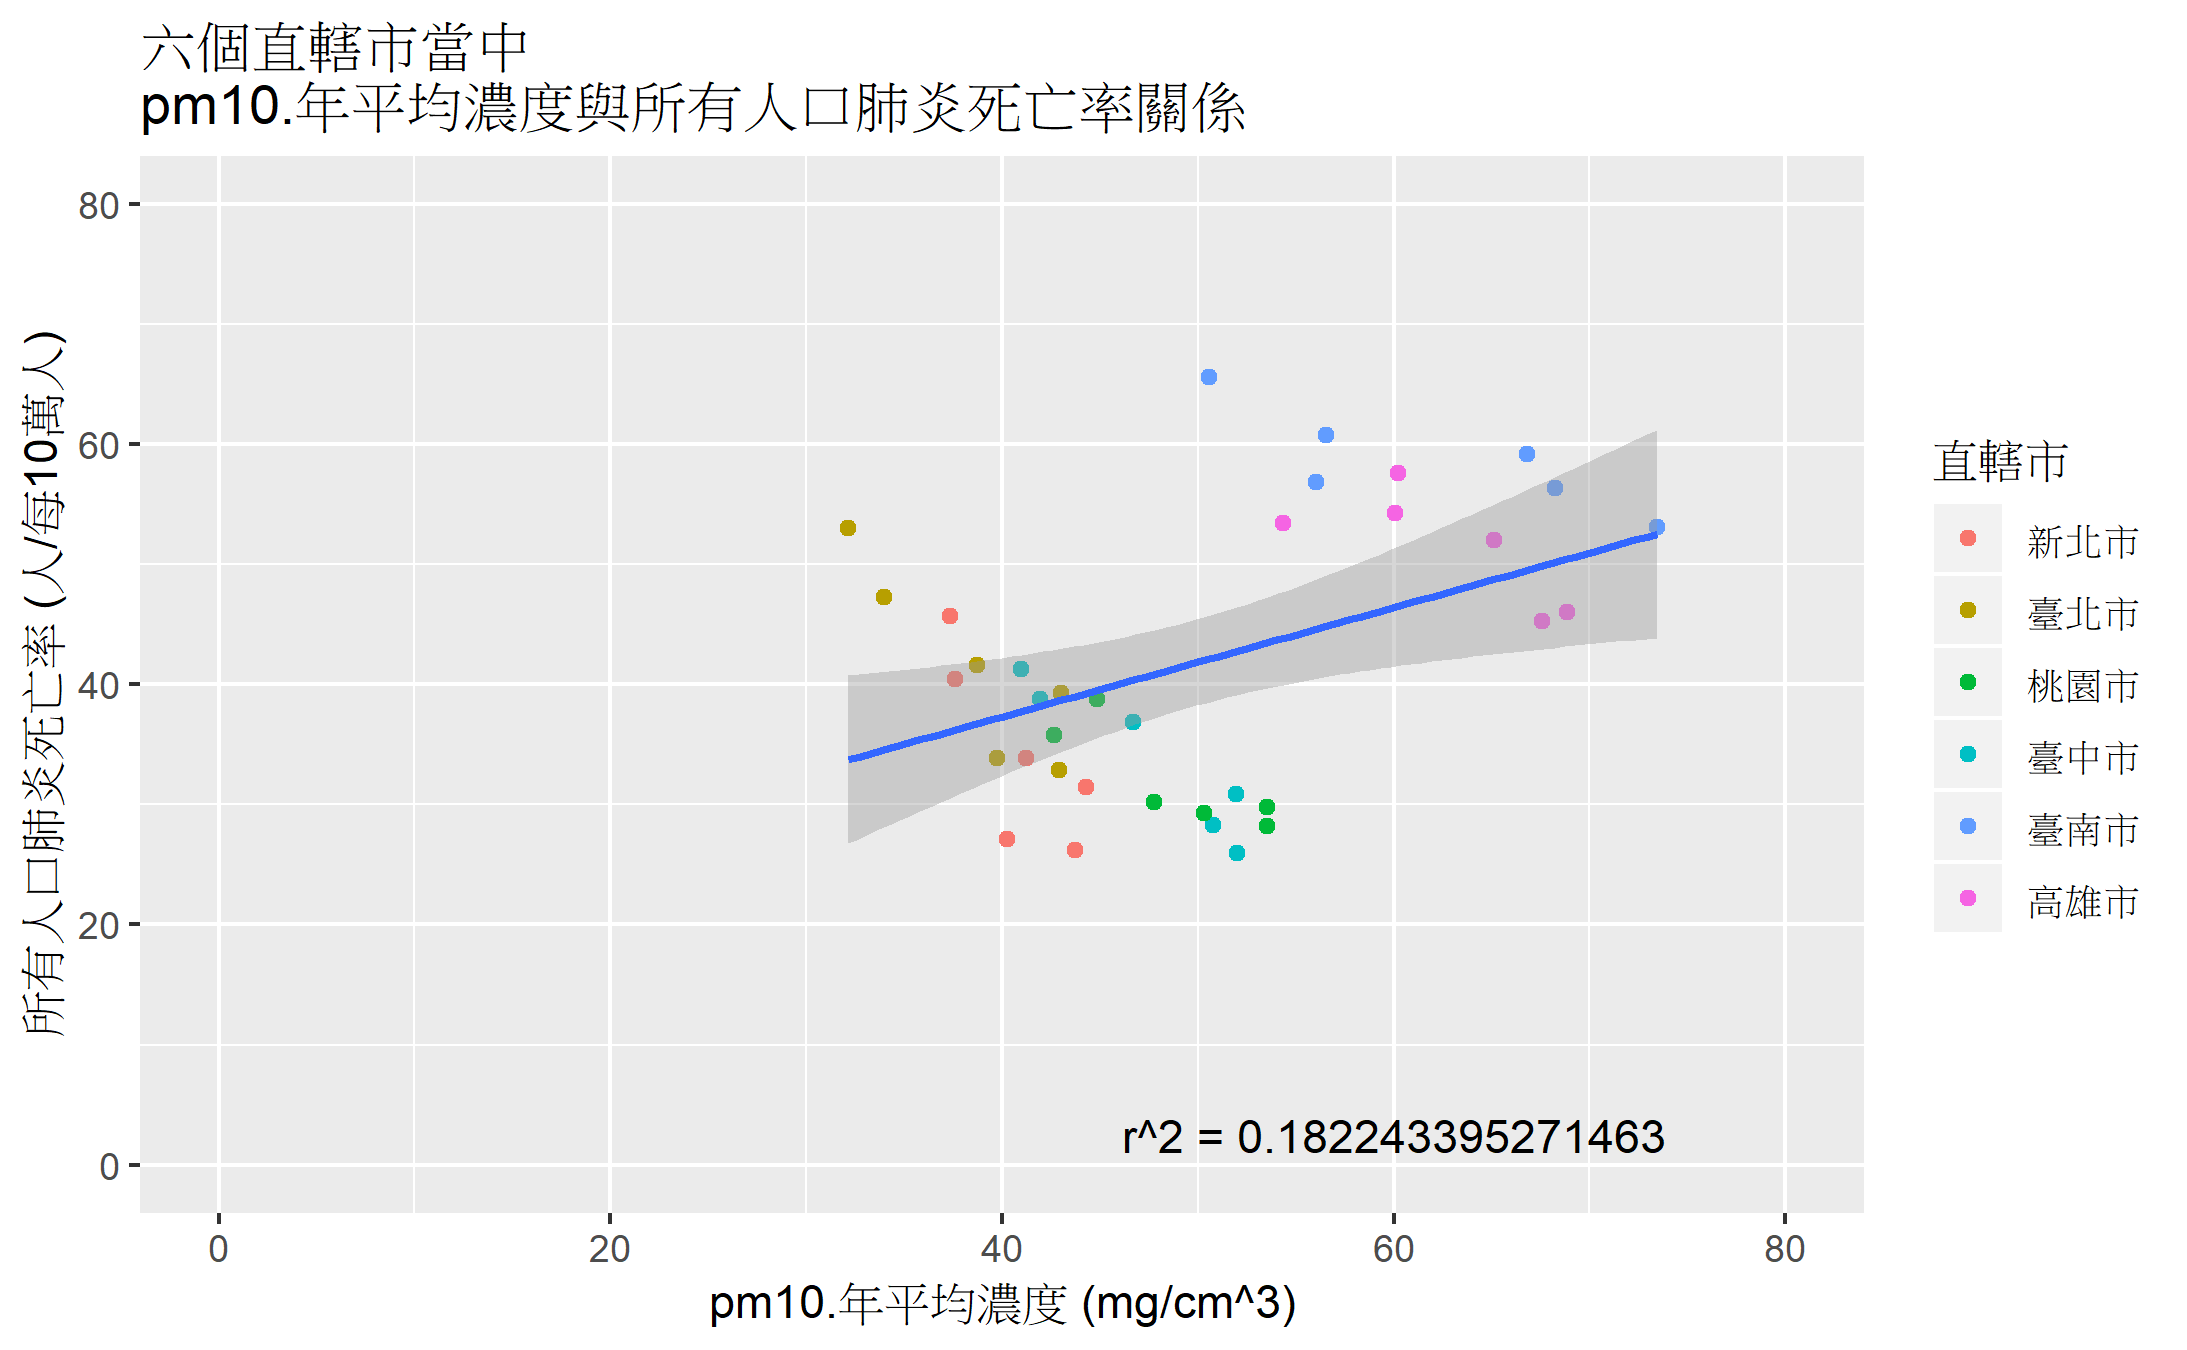 六個直轄市當中
pm10.年平均濃度與所有人口肺炎死亡率關係
所有人口肺炎死亡率 (人/每10萬人)
80
60
40
20
0
r^2 = 0.182243395271463
0
20
40
60
80
pm10.年平均濃度 (mg/cm^3)
直轄市
新北市
臺北市
桃園市
臺中市
臺南市
高雄市